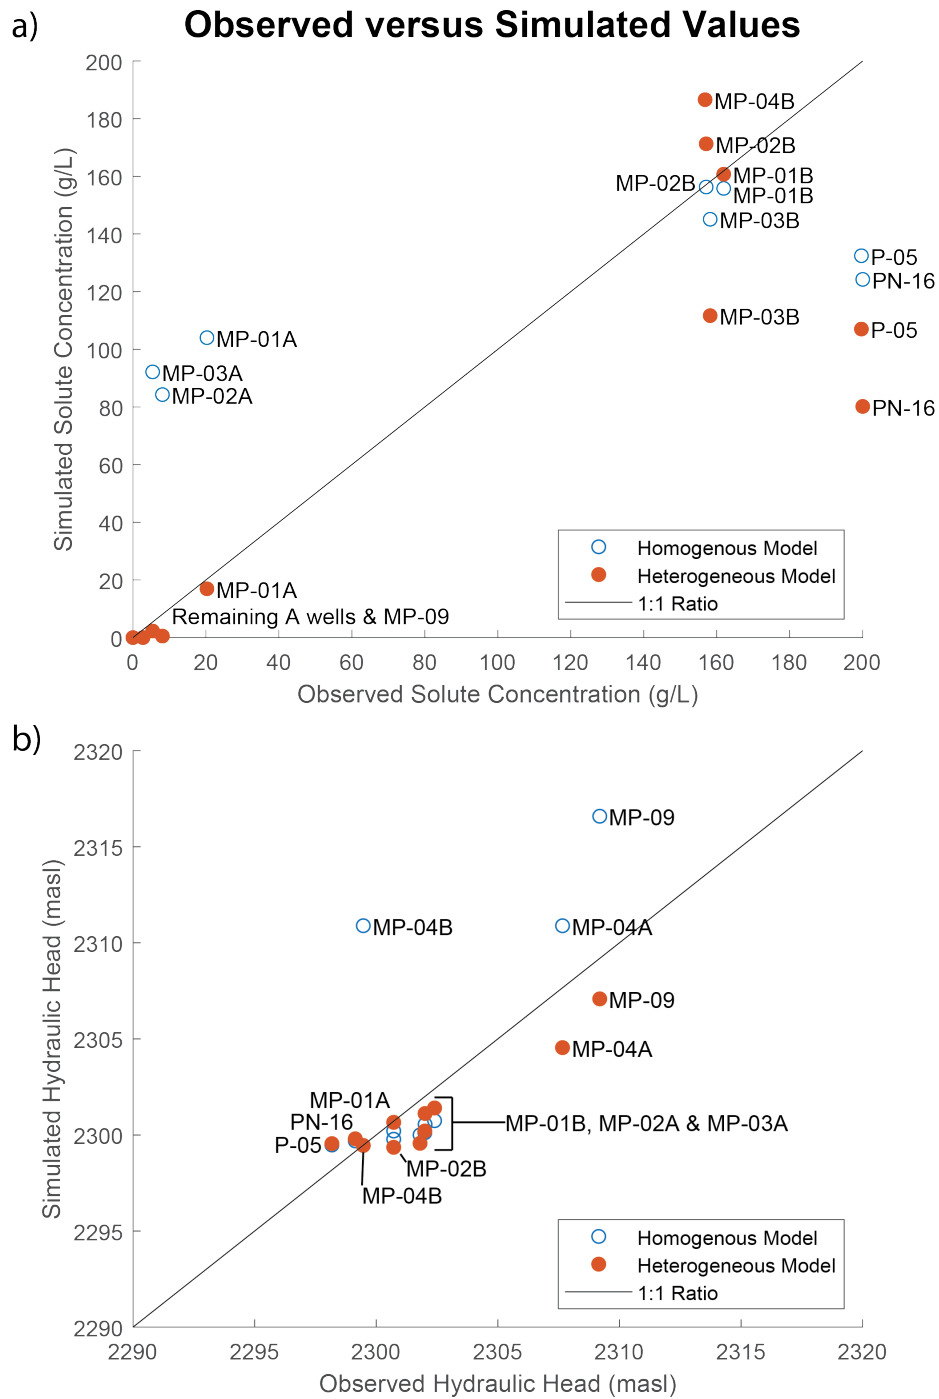 a)
Observed versus Simulated Values
200
180
160
140
120
100
80
60
40
20
0
Simulated Solute Concentration (g/L)
MP-04B
MP-02B
MP-01B
MP-02B
MP-01B
MP-03B
P-05
PN-16
MP-03B
P-05
MP-01A
MP-03A
MP-02A
PN-16
Homogenous Model
Heterogeneous Model
1:1 Ratio
MP-01A
Remaining A wells & MP-09
0 20 40 60 80 100 120 140 160 180 200
Observed Solute Concentration (g/L)
b)
2320
2315
2310
2305
2300
2295
2290
Simulated Hydraulic Head (masl)
MP-09
MP-04B
MP-04A
MP-09
MP-04A
MP-01A
PN-16
P-05
MP-01B, MP-02A & MP-03A
MP-02B
MP-04B
Homogenous Model
Heterogeneous Model
1:1 Ratio
2290 2295 2300 2305 2310 2315 2320
Observed Hydraulic Head (masl)